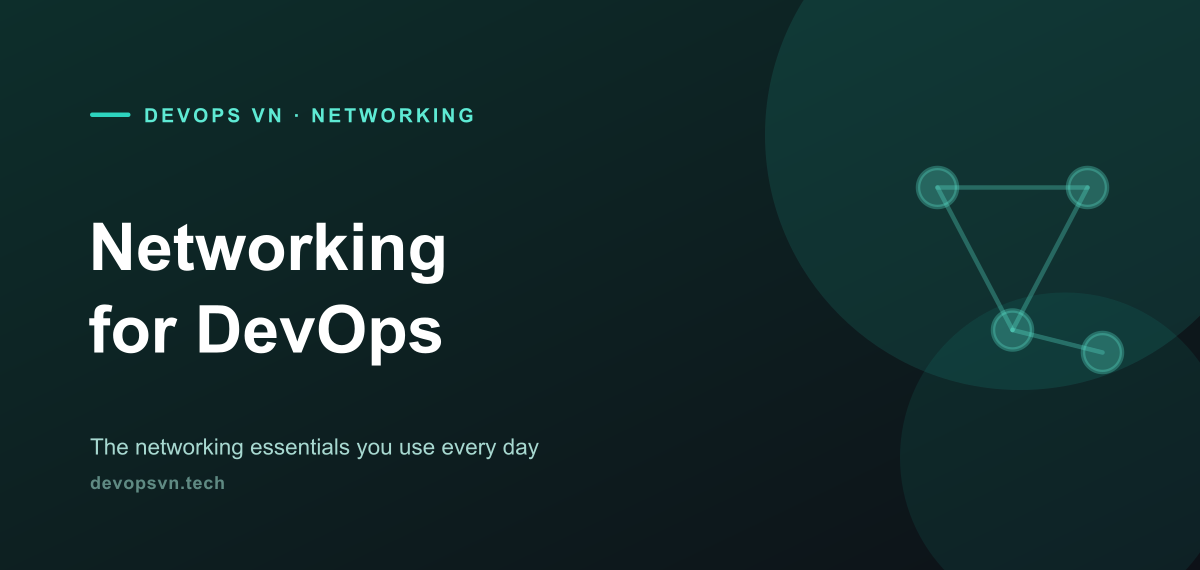 DEVOPS VN · NETWORKING
Networking
for DevOps
The networking essentials you use every day
devopsvn.tech